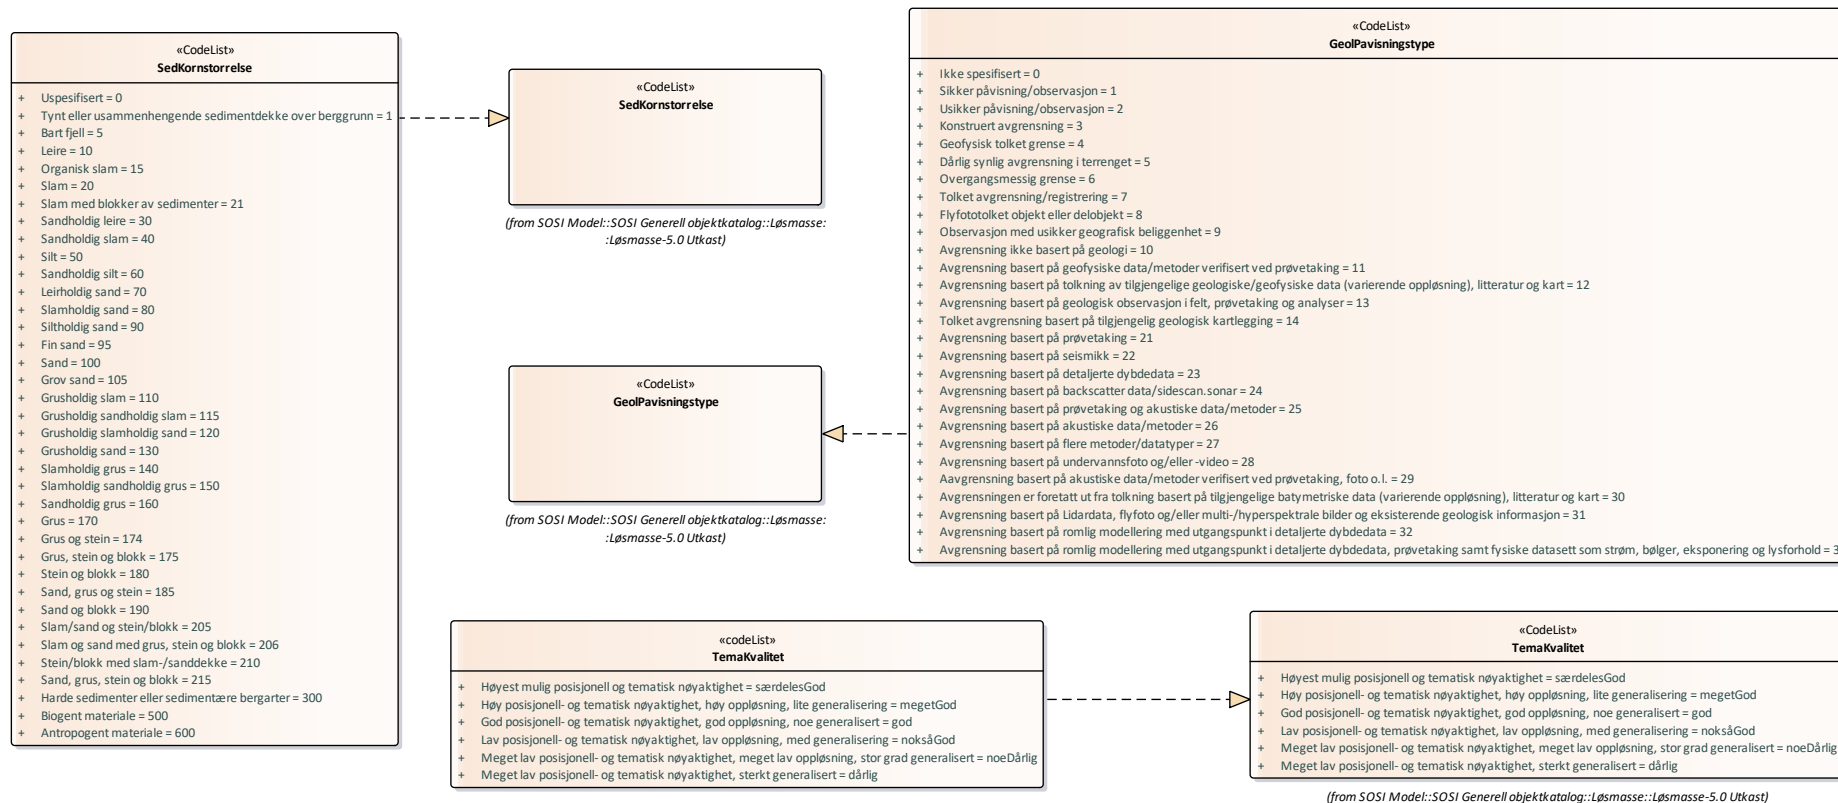 «CodeList»
SedKornstorrelse
+ Uspesifisert = 0
+ Tynt eller usammenhengende sedimentdekke over berggrunn = 1
+ Bart fjell = 5
+ Leire = 10
+ Organisk slam = 15
+ Slam = 20
+ Slam med blokker av sedimenter = 21
+ Sandholdig leire = 30
+ Sandholdig slam = 40
+ Silt = 50
+ Sandholdig silt = 60
+ Leirholdig sand = 70
+ Slamholdig sand = 80
+ Siltholdig sand = 90
+ Fin sand = 95
+ Sand = 100
+ Grov sand = 105
+ Grusholdig slam = 110
+ Grusholdig sandholdig slam = 115
+ Grusholdig slamholdig sand = 120
+ Grusholdig sand = 130
+ Slamholdig grus = 140
+ Slamholdig sandholdig grus = 150
+ Sandholdig grus = 160
+ Grus = 170
+ Grus og stein = 174
+ Grus, stein og blokk = 175
+ Stein og blokk = 180
+ Sand, grus og stein = 185
+ Sand og blokk = 190
+ Slam/sand og stein/blokk = 205
+ Slam og sand med grus, stein og blokk = 206
+ Stein/blokk med slam-/sanddekke = 210
+ Sand, grus, stein og blokk = 215
+ Harde sedimenter eller sedimentære bergarter = 300
+ Biogent materiale = 500
+ Antropogent materiale = 600
«CodeList»
SedKornstorrelse
(from SOSI Model::SOSI Generell objektkatalog::Løsmasse:
:Løsmasse-5.0 Utkast)
«CodeList»
GeolPavisningstype
(from SOSI Model::SOSI Generell objektkatalog::Løsmasse:
:Løsmasse-5.0 Utkast)
«CodeList»
GeolPavisningstype
+ Ikke spesifisert = 0
+ Sikker påvisning/observasjon = 1
+ Usikker påvisning/observasjon = 2
+ Konstruert avgrensning = 3
+ Geofysisk tolket grense = 4
+ Dårlig synlig avgrensning i terrenget = 5
+ Overgangsmessig grense = 6
+ Tolket avgrensning/registrering = 7
+ Flyfototolket objekt eller delobjekt = 8
+ Observasjon med usikker geografisk beliggenhet = 9
+ Avgrensning ikke basert på geologi = 10
+ Avgrensning basert på geofysiske data/metoder verifisert ved prøvetaking = 11
+ Avgrensning basert på tolkning av tilgjengelige geologiske/geofysiske data (varierende oppløsning), litteratur og kart = 12
+ Avgrensning basert på geologisk observasjon i felt, prøvetaking og analyser = 13
+ Tolket avgrensning basert på tilgjengelig geologisk kartlegging = 14
+ Avgrensning basert på prøvetaking = 21
+ Avgrensning basert på seismikk = 22
+ Avgrensning basert på detaljerte dybdedata = 23
+ Avgrensning basert på backscatter data/sidescan.sonar = 24
+ Avgrensning basert på prøvetaking og akustiske data/metoder = 25
+ Avgrensning basert på akustiske data/metoder = 26
+ Avgrensning basert på flere metoder/datatyper = 27
+ Avgrensning basert på undervannsfoto og/eller -video = 28
+ Aavgrensning basert på akustiske data/metoder verifisert ved prøvetaking, foto o.l. = 29
+ Avgrensningen er foretatt ut fra tolkning basert på tilgjengelige batymetriske data (varierende oppløsning), litteratur og kart = 30
+ Avgrensning basert på Lidardata, flyfoto og/eller multi-/hyperspektrale bilder og eksisterende geologisk informasjon = 31
+ Avgrensning basert på romlig modellering med utgangspunkt i detaljerte dybdedata = 32
+ Avgrensning basert på romlig modellering med utgangspunkt i detaljerte dybdedata, prøvetaking samt fysiske datasett som strøm, bølger, eksponering og lysforhold =
«codeList»
TemaKvalitet
+ Høyest mulig posisjonell og tematisk nøyaktighet = særdelesGod
+ Høy posisjonell- og tematisk nøyaktighet, høy oppløsning, lite generalisering = megetGod
+ God posisjonell- og tematisk nøyaktighet, god oppløsning, noe generalisert = god
+ Lav posisjonell- og tematisk nøyaktighet, lav oppløsning, med generalisering = noksåGod
+ Meget lav posisjonell- og tematisk nøyaktighet, meget lav oppløsning, stor grad generalisert = noeDårlig
+ Meget lav posisjonell- og tematisk nøyaktighet, sterkt generalisert = dårlig
«CodeList»
TemaKvalitet
+ Høyest mulig posisjonell og tematisk nøyaktighet = særdelesGod
+ Høy posisjonell- og tematisk nøyaktighet, høy oppløsning, lite generalisering = megetGod
+ God posisjonell- og tematisk nøyaktighet, god oppløsning, noe generalisert = god
+ Lav posisjonell- og tematisk nøyaktighet, lav oppløsning, med generalisering = noksåGod
+ Meget lav posisjonell- og tematisk nøyaktighet, meget lav oppløsning, stor grad generalisert = noeDårlig
+ Meget lav posisjonell- og tematisk nøyaktighet, sterkt generalisert = dårlig
(from SOSI Model::SOSI Generell objektkatalog::Løsmasse::Løsmasse-5.0 Utkast)